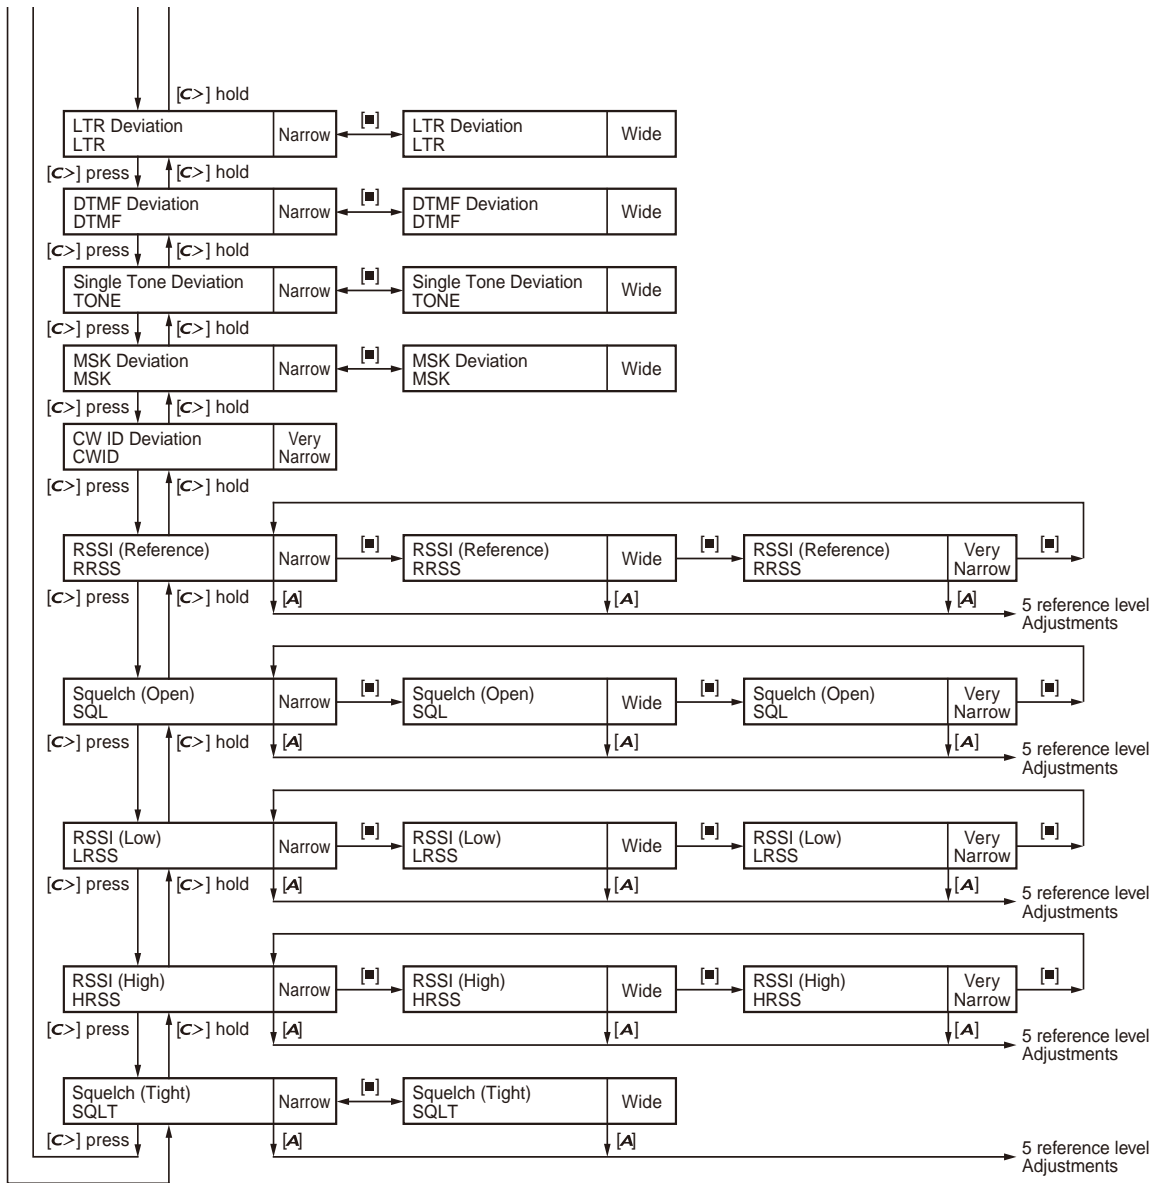 [C>] hold
LTR Deviation
LTR
Narrow
[■]
LTR Deviation
LTR
Wide
[C>] press
[C>] hold
DTMF Deviation
DTMF
Narrow
[■]
DTMF Deviation
DTMF
Wide
[C>] press
[C>] hold
Single Tone Deviation
TONE
Narrow
[■]
Single Tone Deviation
TONE
Wide
[C>] press
[C>] hold
MSK Deviation
MSK
Narrow
[■]
MSK Deviation
MSK
Wide
[C>] press
[C>] hold
CW ID Deviation
CWID
Very
Narrow
[C>] press
[C>] hold
RSSI (Reference)
RRSS
Narrow
[■]
RSSI (Reference)
RRSS
Wide
[■]
RSSI (Reference)
RRSS
Very
Narrow
[■]
[C>] press
[C>] hold
[A]
[A]
[A]
5 reference level
Adjustments
Squelch (Open)
SQL
Narrow
[■]
Squelch (Open)
SQL
Wide
[■]
Squelch (Open)
SQL
Very
Narrow
[■]
[C>] press
[C>] hold
[A]
[A]
[A]
5 reference level
Adjustments
RSSI (Low)
LRSS
Narrow
[■]
RSSI (Low)
LRSS
Wide
[■]
RSSI (Low)
LRSS
Very
Narrow
[■]
[C>] press
[C>] hold
[A]
[A]
[A]
5 reference level
Adjustments
RSSI (High)
HRSS
Narrow
[■]
RSSI (High)
HRSS
Wide
[■]
RSSI (High)
HRSS
Very
Narrow
[■]
[C>] press
[C>] hold
[A]
[A]
[A]
5 reference level
Adjustments
Squelch (Tight)
SQLT
Narrow
[■]
Squelch (Tight)
SQLT
Wide
[C>] press
[A]
[A]
5 reference level
Adjustments